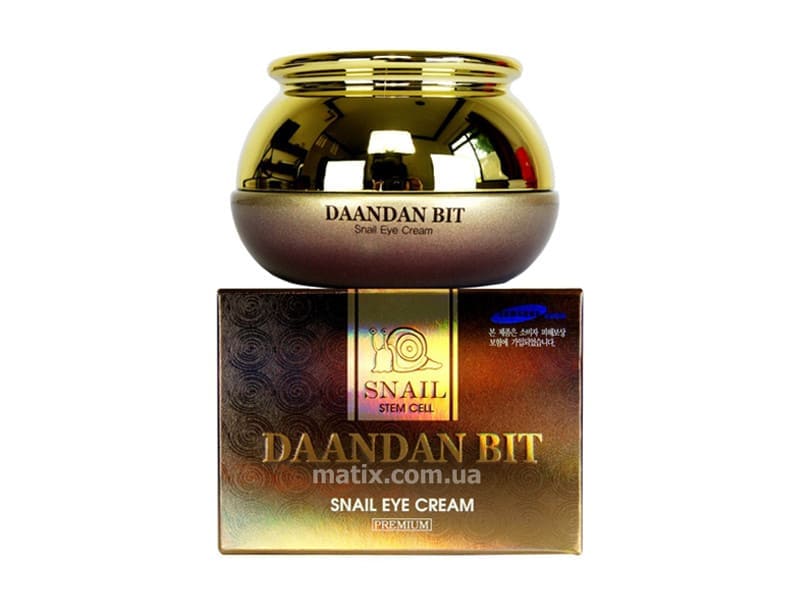 DAANDAN BIT
Snail Eye Cream
SAMSUNG
본 제품은 소비자 피해보상
보험에 가입되었습니다.
SNAIL
STEM CELL
DAANDAN BIT
matix.com.ua
SNAIL EYE CREAM
PREMIUM